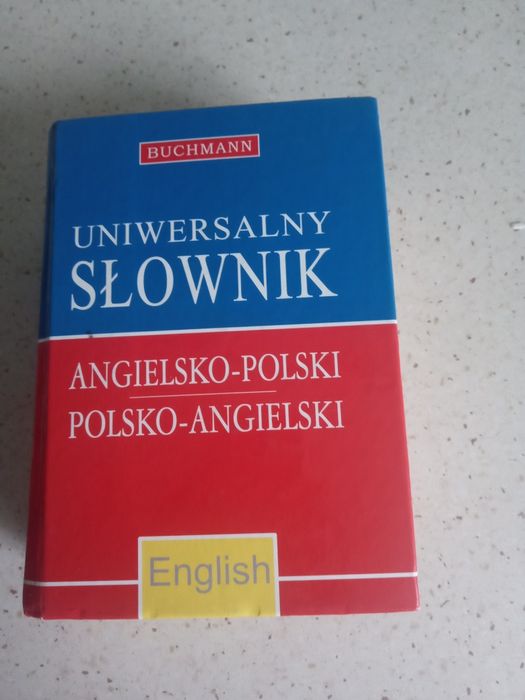 BUCHMANN
UNIWERSALNY
SŁOWNIK
ANGIELSKO-POLSKI
POLSKO-ANGIELSKI
English